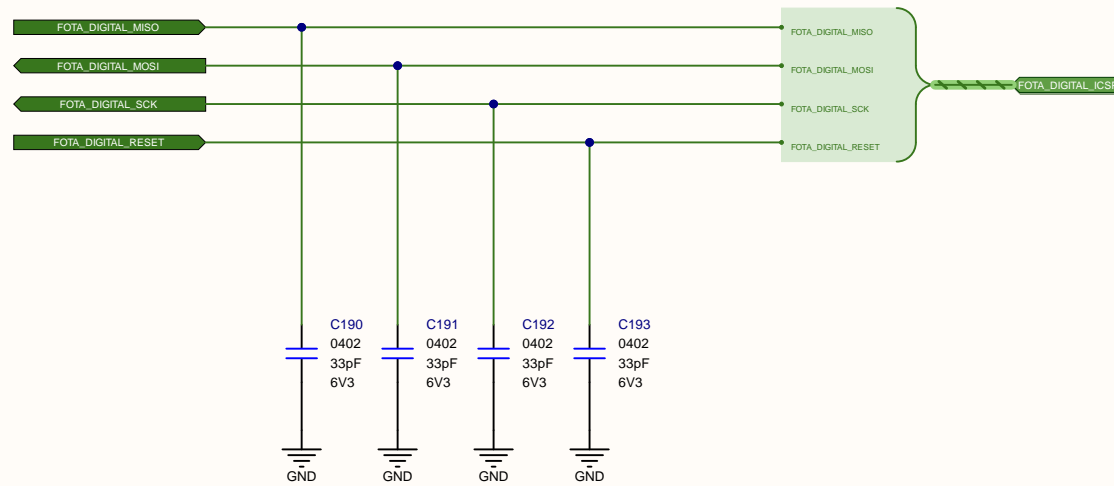 FOTA_DIGITAL_MISO
FOTA_DIGITAL_MOSI
FOTA_DIGITAL_SCK
FOTA_DIGITAL_RESET
FOTA_DIGITAL_MISO
FOTA_DIGITAL_MOSI
FOTA_DIGITAL_SCK
FOTA_DIGITAL_RESET
FOTA_DIGITAL_ICSP
C190
0402
33pF
6V3
C191
0402
33pF
6V3
C192
0402
33pF
6V3
C193
0402
33pF
6V3
GND
GND
GND
GND